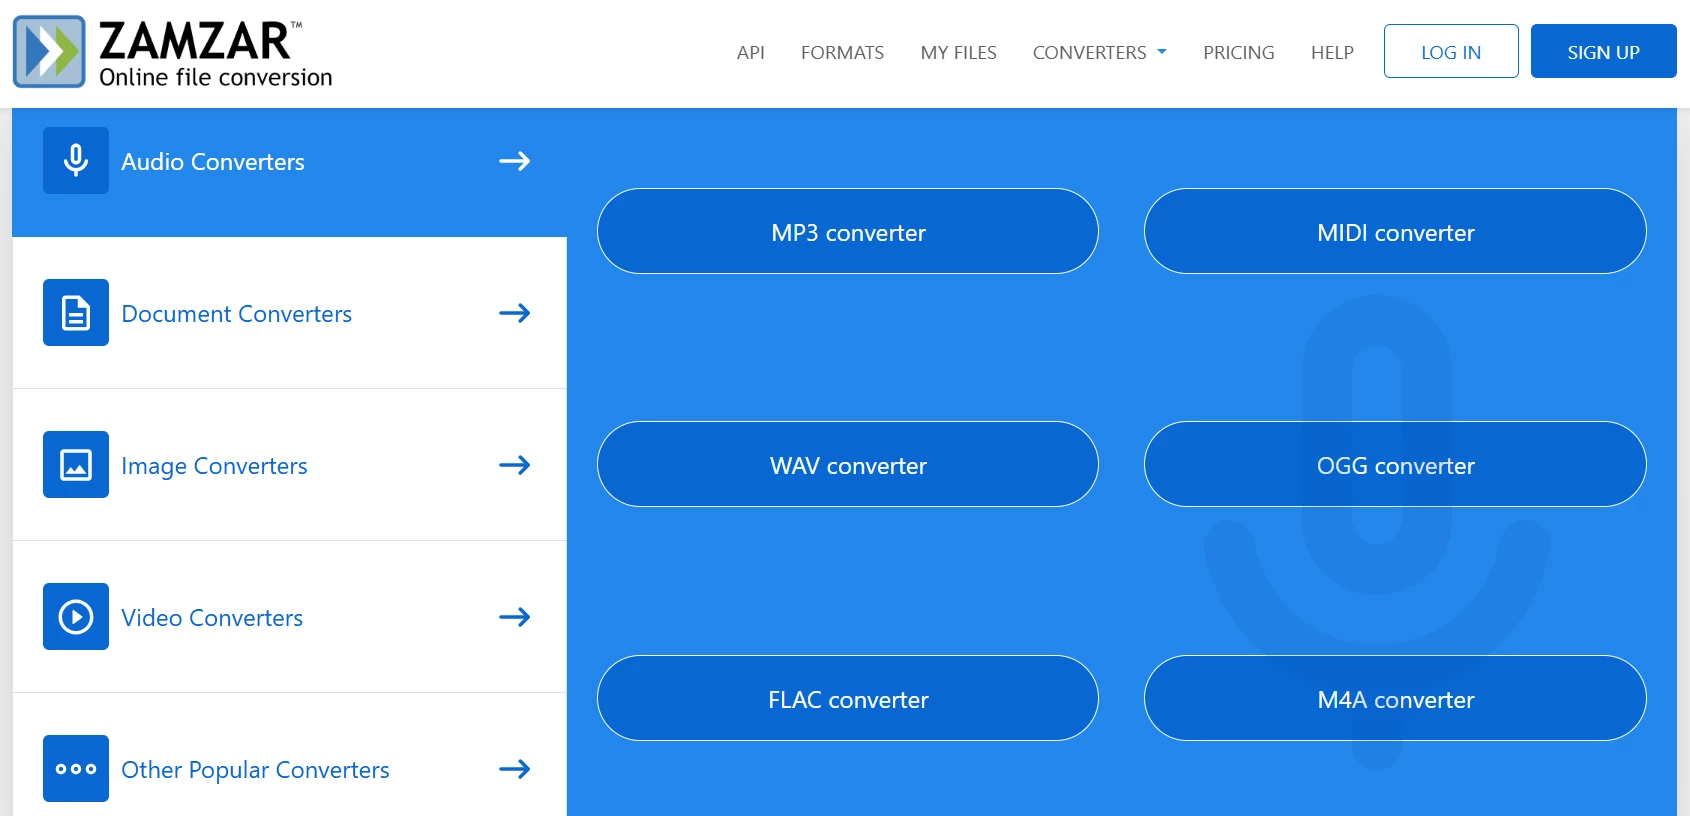 ZAMZAR™
Online file conversion
API
FORMATS
MY FILES
CONVERTERS
PRICING
HELP
LOG IN
SIGN UP
Audio Converters
Document Converters
Image Converters
Video Converters
Other Popular Converters
MP3 converter
MIDI converter
WAV converter
OGG converter
FLAC converter
M4A converter